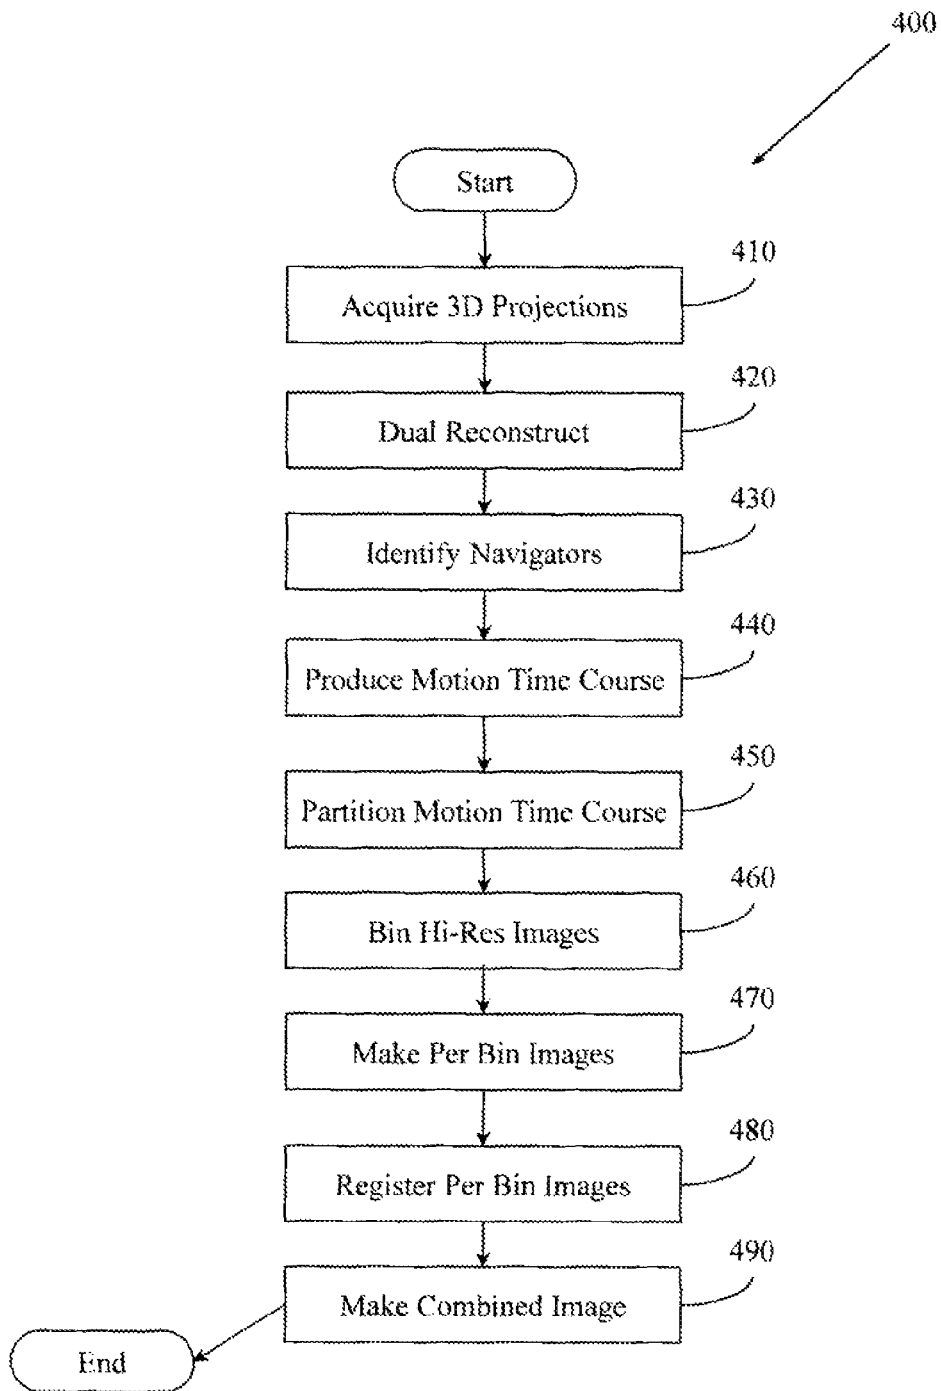 400
Start
410
Acquire 3D Projections
420
Dual Reconstruct
430
Identify Navigators
440
Produce Motion Time Course
450
Partition Motion Time Course
460
Bin Hi-Res Images
470
Make Per Bin Images
480
Register Per Bin Images
490
Make Combined Image
End